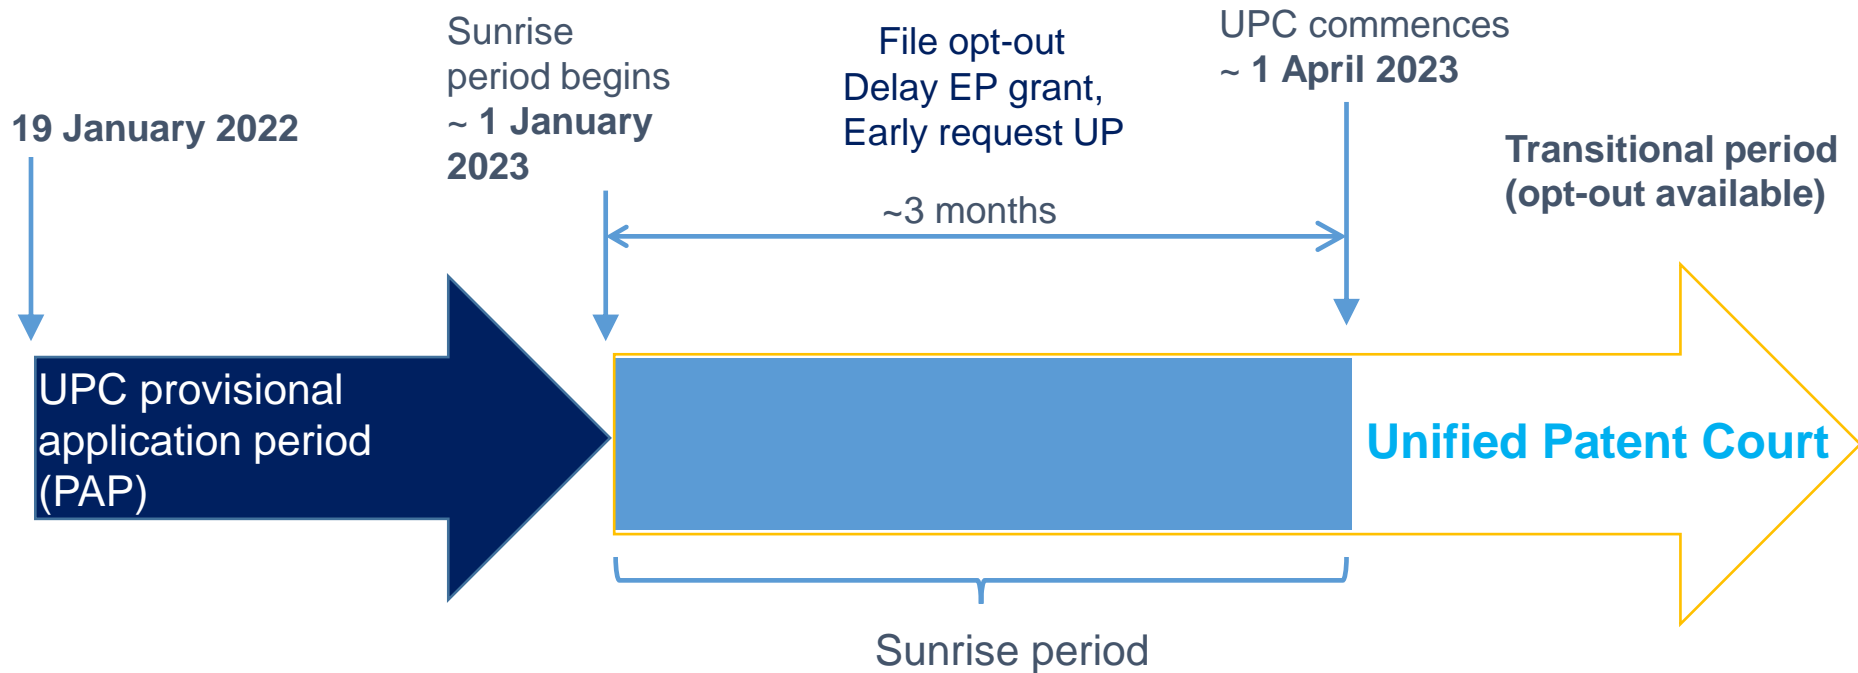 19 January 2022
Sunrise
period begins
~ 1 January
2023
File opt-out
Delay EP grant,
Early request UP
~3 months
UPC commences
~ 1 April 2023
Transitional period
(opt-out available)
UPC provisional
application period
(PAP)
Unified Patent Court
Sunrise period